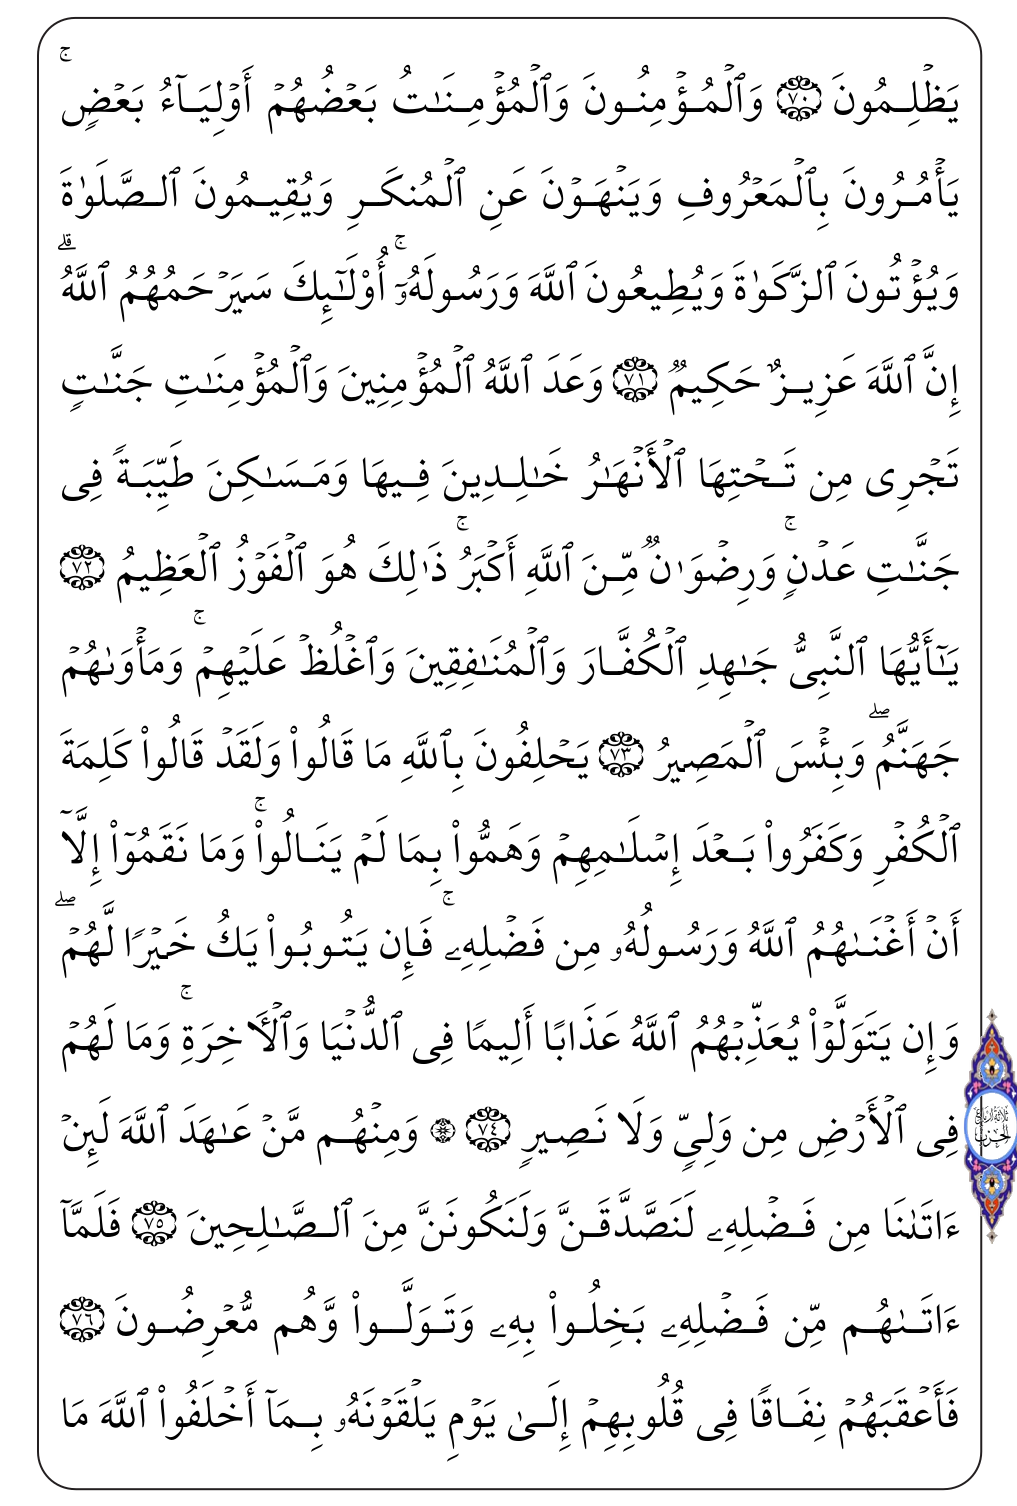 يَظۡلِمُونَ ٧٠ وَٱلۡمُؤۡمِنُونَ وَٱلۡمُؤۡمِنَٰتُ بَعۡضُهُمۡ أَوۡلِيَآءُ بَعۡضٖۚ
يَأۡمُرُونَ بِٱلۡمَعۡرُوفِ وَيَنۡهَوۡنَ عَنِ ٱلۡمُنكَرِ وَيُقِيمُونَ ٱلصَّلَوٰةَ
وَيُؤۡتُونَ ٱلزَّكَوٰةَ وَيُطِيعُونَ ٱللَّهَ وَرَسُولَهُۥٓۚ أُوْلَٰٓئِكَ سَيَرۡحَمُهُمُ ٱللَّهُۗ
إِنَّ ٱللَّهَ عَزِيزٌ حَكِيمٞ ٧١ وَعَدَ ٱللَّهُ ٱلۡمُؤۡمِنِينَ وَٱلۡمُؤۡمِنَٰتِ جَنَّٰتٖ
تَجۡرِي مِن تَحۡتِهَا ٱلۡأَنۡهَٰرُ خَٰلِدِينَ فِيهَا وَمَسَٰكِنَ طَيِّبَةٗ فِي
جَنَّٰتِ عَدۡنٖۚ وَرِضۡوَٰنٞ مِّنَ ٱللَّهِ أَكۡبَرُۚ ذَٰلِكَ هُوَ ٱلۡفَوۡزُ ٱلۡعَظِيمُ ٧٢
يَٰٓأَيُّهَا ٱلنَّبِيُّ جَٰهِدِ ٱلۡكُفَّارَ وَٱلۡمُنَٰفِقِينَ وَٱغۡلُظۡ عَلَيۡهِمۡۚ وَمَأۡوَىٰهُمۡ
جَهَنَّمُۖ وَبِئۡسَ ٱلۡمَصِيرُ ٧٣ يَحۡلِفُونَ بِٱللَّهِ مَا قَالُواْ وَلَقَدۡ قَالُواْ كَلِمَةَ
ٱلۡكُفۡرِ وَكَفَرُواْ بَعۡدَ إِسۡلَٰمِهِمۡ وَهَمُّواْ بِمَا لَمۡ يَنَالُواْۚ وَمَا نَقَمُوٓاْ إِلَّآ
أَنۡ أَغۡنَىٰهُمُ ٱللَّهُ وَرَسُولُهُۥ مِن فَضۡلِهِۦۚ فَإِن يَتُوبُواْ يَكُ خَيۡرٗا لَّهُمۡۖ
وَإِن يَتَوَلَّوۡاْ يُعَذِّبۡهُمُ ٱللَّهُ عَذَابًا أَلِيمٗا فِي ٱلدُّنۡيَا وَٱلۡأٓخِرَةِۚ وَمَا لَهُمۡ
فِي ٱلۡأَرۡضِ مِن وَلِيّٖ وَلَا نَصِيرٖ ٧٤ ۞ وَمِنۡهُم مَّنۡ عَٰهَدَ ٱللَّهَ لَئِنۡ
ثلاثة أرباع
الحزب
ءَاتَىٰنَا مِن فَضۡلِهِۦ لَنَصَّدَّقَنَّ وَلَنَكُونَنَّ مِنَ ٱلصَّٰلِحِينَ ٧٥ فَلَمَّآ
ءَاتَىٰهُم مِّن فَضۡلِهِۦ بَخِلُواْ بِهِۦ وَتَوَلَّواْ وَّهُم مُّعۡرِضُونَ ٧٦
فَأَعۡقَبَهُمۡ نِفَاقٗا فِي قُلُوبِهِمۡ إِلَىٰ يَوۡمِ يَلۡقَوۡنَهُۥ بِمَآ أَخۡلَفُواْ ٱللَّهَ مَا